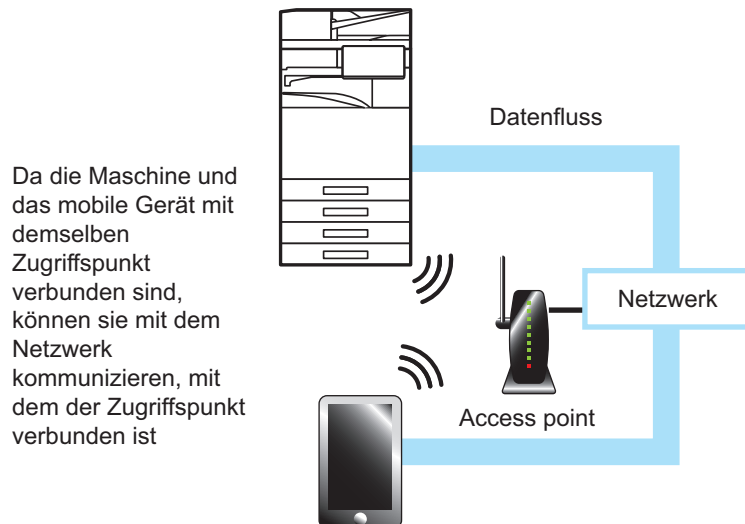 Datenfluss
Da die Maschine und
das mobile Gerät mit
demselben
Zugriffspunkt
verbunden sind,
können sie mit dem
Netzwerk
kommunizieren, mit
dem der Zugriffspunkt
verbunden ist
Netzwerk
Access point